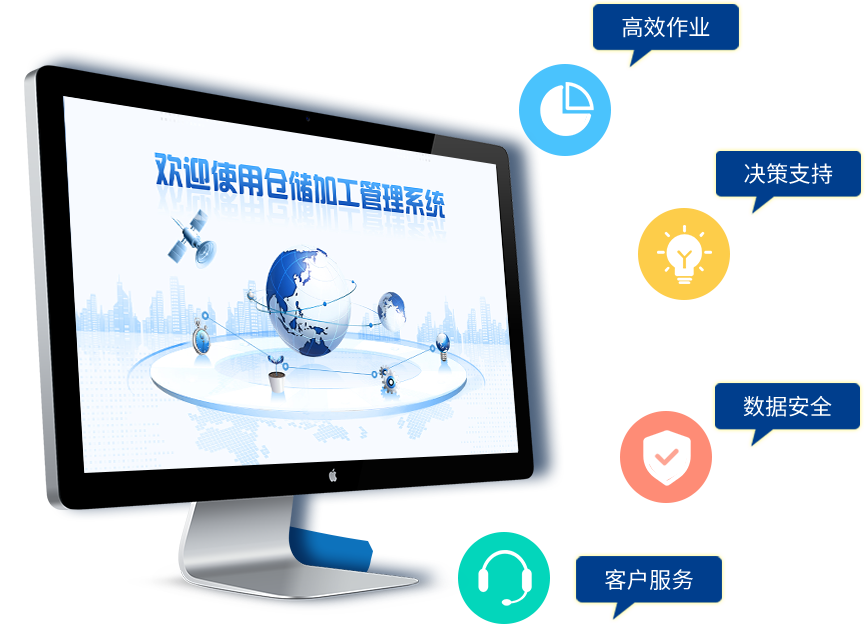 高效作业
欢迎使用仓储加工管理系统
决策支持
数据安全
客户服务